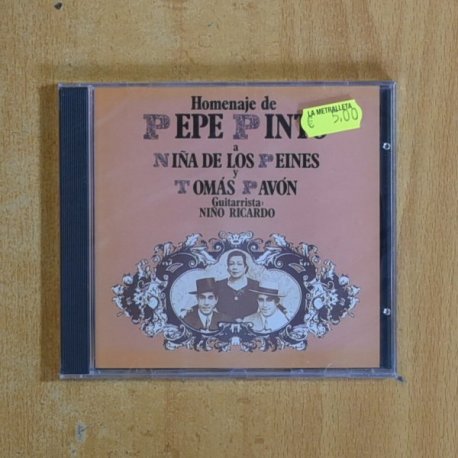 Homenaje de
PEPE PINTO
a
NIÑA DE LOS PEINES
y
TOMÁS PAVÓN
Guitarrista:
NIÑO RICARDO
LA METRALLETA
€ 5,00